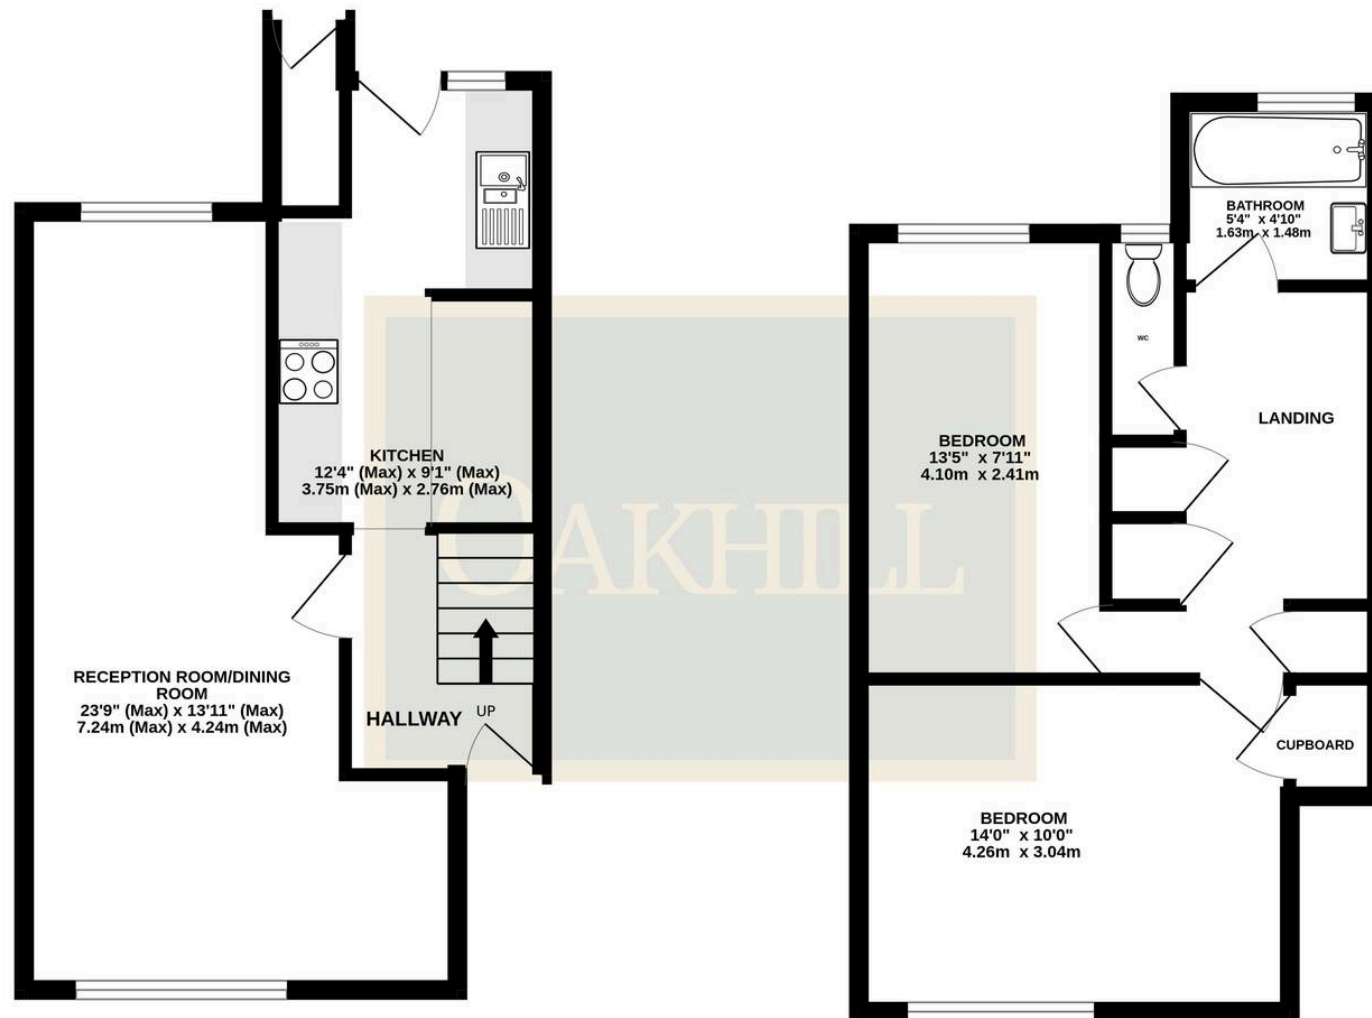 KITCHEN
12'4" (Max) x 9'1" (Max)
3.75m (Max) x 2.76m (Max)
RECEPTION ROOM/DINING
ROOM
23'9" (Max) x 13'11" (Max)
7.24m (Max) x 4.24m (Max)
HALLWAY
UP
OAKHILL
BATHROOM
5'4" x 4'10"
1.63m x 1.48m
WC
LANDING
BEDROOM
13'5" x 7'11"
4.10m x 2.41m
CUPBOARD
BEDROOM
14'0" x 10'0"
4.26m x 3.04m